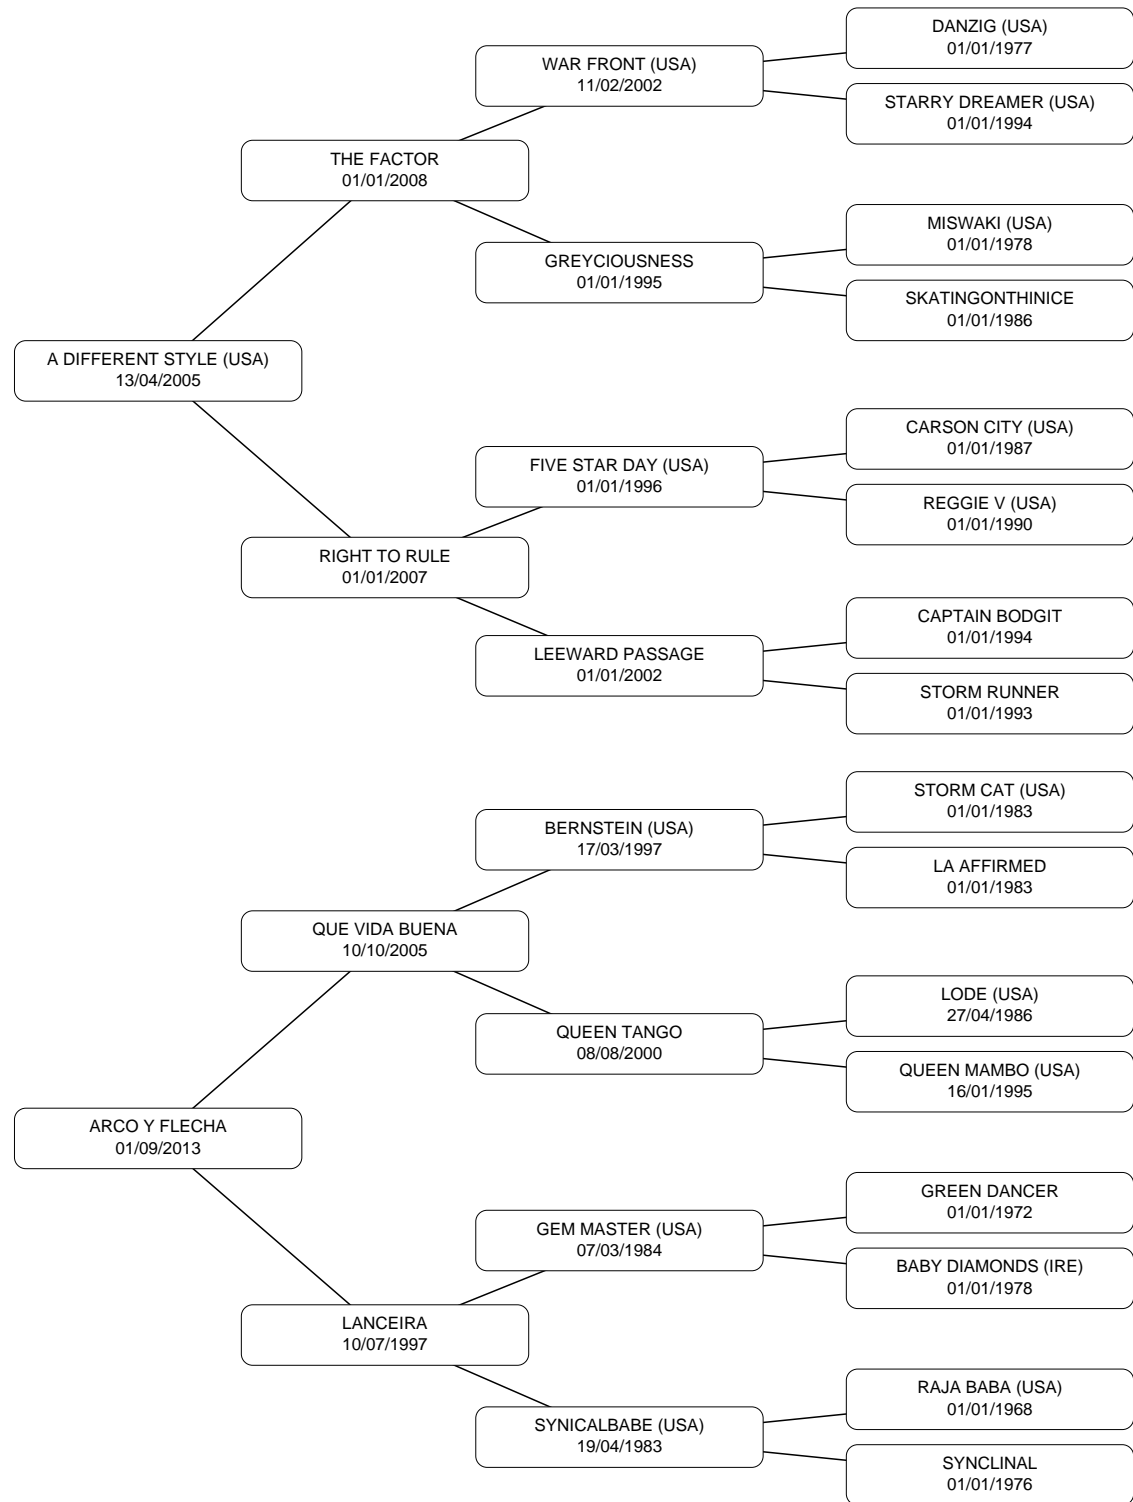 DANZIG (USA)
01/01/1977
WAR FRONT (USA)
11/02/2002
STARRY DREAMER (USA)
01/01/1994
THE FACTOR
01/01/2008
MISWAKI (USA)
01/01/1978
GREYCIOUSNESS
01/01/1995
SKATINGONTHINICE
01/01/1986
A DIFFERENT STYLE (USA)
13/04/2005
CARSON CITY (USA)
01/01/1987
FIVE STAR DAY (USA)
01/01/1996
REGGIE V (USA)
01/01/1990
RIGHT TO RULE
01/01/2007
CAPTAIN BODGIT
01/01/1994
LEEWARD PASSAGE
01/01/2002
STORM RUNNER
01/01/1993
STORM CAT (USA)
01/01/1983
BERNSTEIN (USA)
17/03/1997
LA AFFIRMED
01/01/1983
QUE VIDA BUENA
10/10/2005
LODE (USA)
27/04/1986
QUEEN TANGO
08/08/2000
QUEEN MAMBO (USA)
16/01/1995
ARCO Y FLECHA
01/09/2013
GREEN DANCER
01/01/1972
GEM MASTER (USA)
07/03/1984
BABY DIAMONDS (IRE)
01/01/1978
LANCEIRA
10/07/1997
RAJA BABA (USA)
01/01/1968
SYNICALBABE (USA)
19/04/1983
SYNCLINAL
01/01/1976